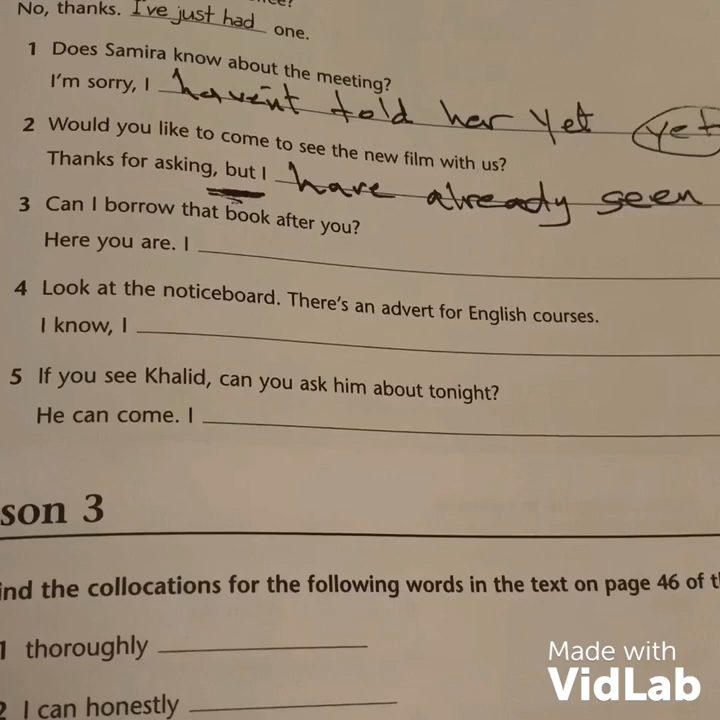 No, thanks. I've just had one.
1 Does Samira know about the meeting?
I'm sorry, I haven't told her yet yet
2 Would you like to come to see the new film with us?
Thanks for asking, but I have already seen
3 Can I borrow that book after you?
Here you are. I
4 Look at the noticeboard. There's an advert for English courses.
I know, I
5 If you see Khalid, can you ask him about tonight?
He can come. I
son 3
ind the collocations for the following words in the text on page 46 of th
1 thoroughly
2 I can honestly
Made with
VidLab